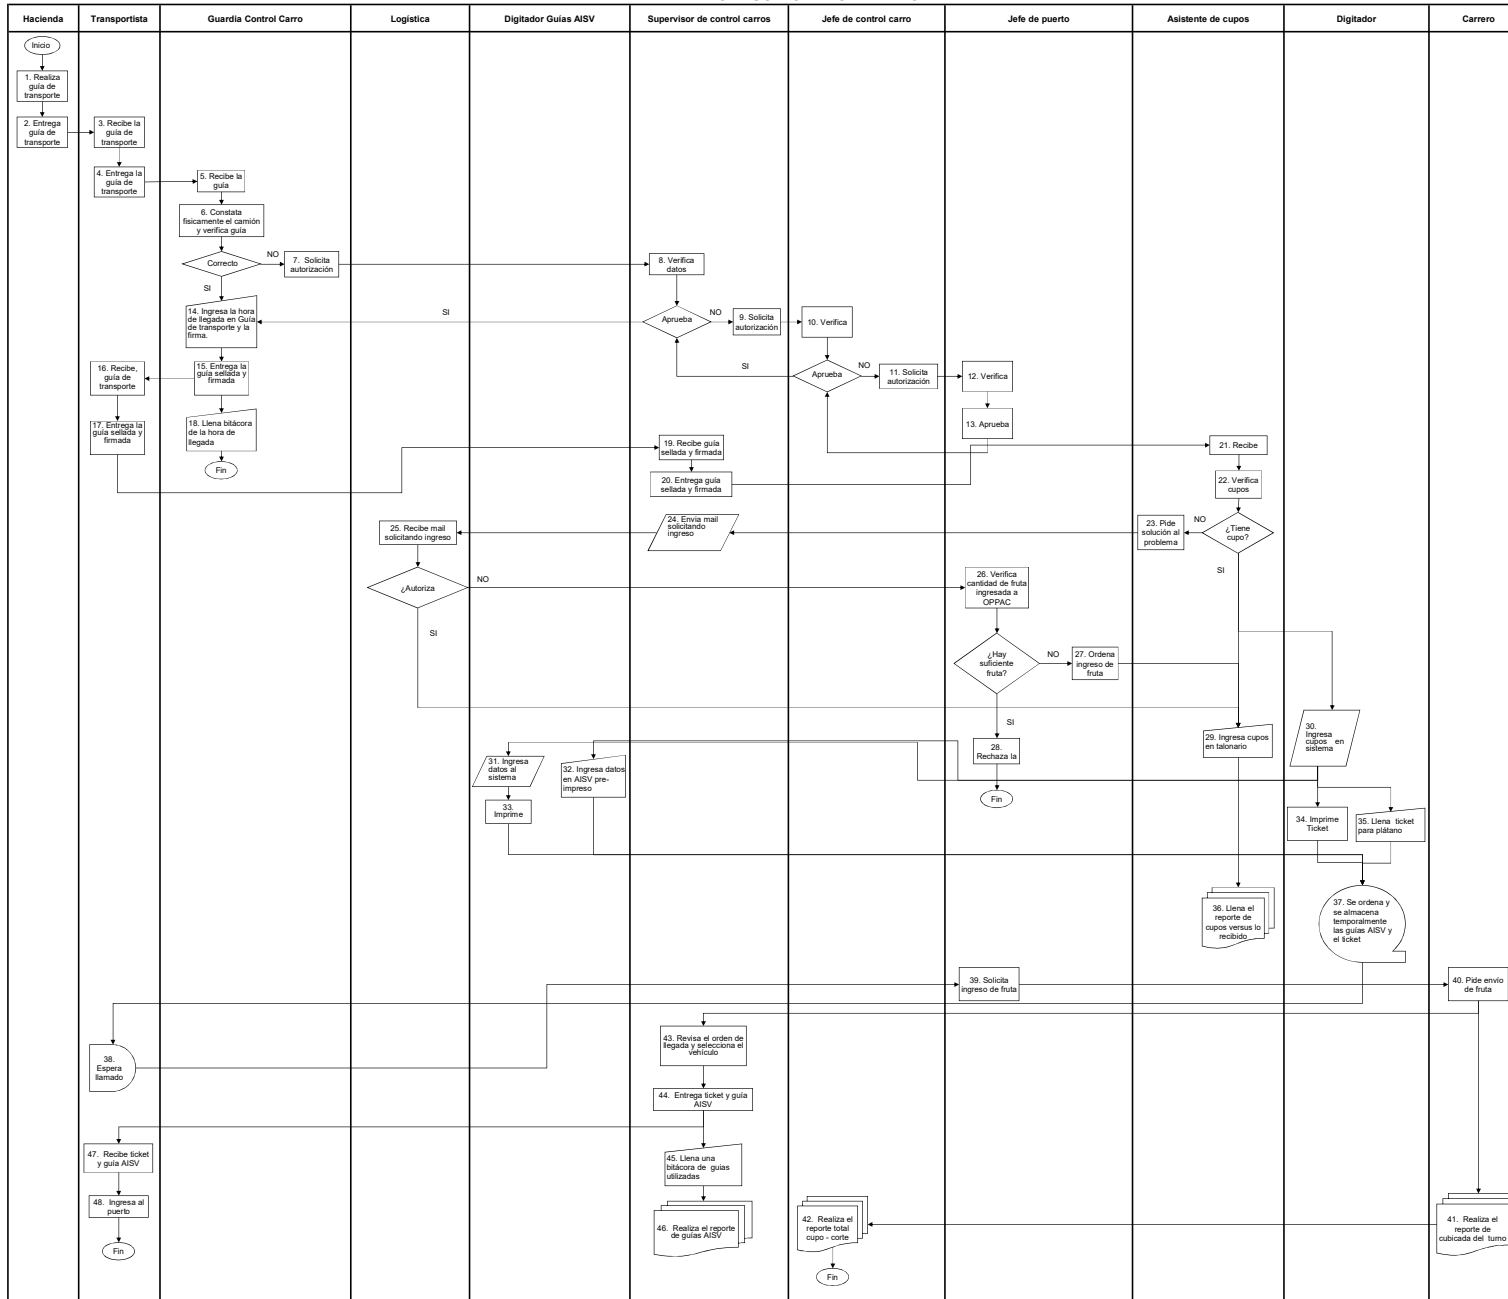 Hacienda
Transportista
Guardia Control Carro
Logística
Digitador Guías AISV
Supervisor de control carros
Jefe de control carro
Jefe de puerto
Asistente de cupos
Digitador
Carrero
Inicio
1. Realiza
guía de
transporte
2. Entrega
guía de
transporte
3. Recibe la
guía de
transporte
4. Entrega la
guía de
transporte
5. Recibe la
guía
6. Constata
fisicamente el camión
y verifica guía
Correcto
NO
7. Solicita
autorización
8. Verifica
datos
SI
14. Ingresa la hora
de llegada en Guía
de transporte y la
firma.
SI
Aprueba
NO
9. Solicita
autorización
10. Verifica
15. Entrega la
guía sellada y
firmada
16. Recibe,
guía de
transporte
SI
Aprueba
NO
11. Solicita
autorización
12. Verifica
13. Aprueba
17. Entrega la
guía sellada y
firmada
18. Llena bitácora
de la hora de
llegada
Fin
19. Recibe guía
sellada y firmada
20. Entrega guía
sellada y firmada
21. Recibe
22. Verifica
cupos
¿Tiene
cupo?
NO
23. Pide
solución al
problema
24. Envia mail
solicitando
ingreso
25. Recibe mail
solicitando ingreso
SI
¿Autoriza
NO
SI
26. Verifica
cantidad de fruta
ingresada a
OPPAC
¿Hay
suficiente
fruta?
NO
27. Ordena
ingreso de
fruta
SI
28.
Rechaza la
Fin
29. Ingresa cupos
en talonario
30.
Ingresa
cupos en
sistema
31. Ingresa
datos al
sistema
32. Ingresa datos
en AISV pre-
impreso
33.
Imprime
34. Imprime
Ticket
35. Llena ticket
para plátano
36. Llena el
reporte de
cupos versus lo
recibido
37. Se ordena y
se almacena
temporalmente
las guías AISV y
el ticket
39. Solicita
ingreso de fruta
40. Pide envío
de fruta
38.
Espera
llamado
43. Revisa el orden de
llegada y selecciona el
vehículo
44. Entrega ticket y guía
AISV
47. Recibe ticket
y guía AISV
45. Llena una
bitácora de guias
utilizadas
48. Ingresa al
puerto
Fin
46. Realiza el reporte
de guías AISV
42. Realiza el
reporte total
cupo - corte
Fin
41. Realiza el
reporte de
cubicada del turno